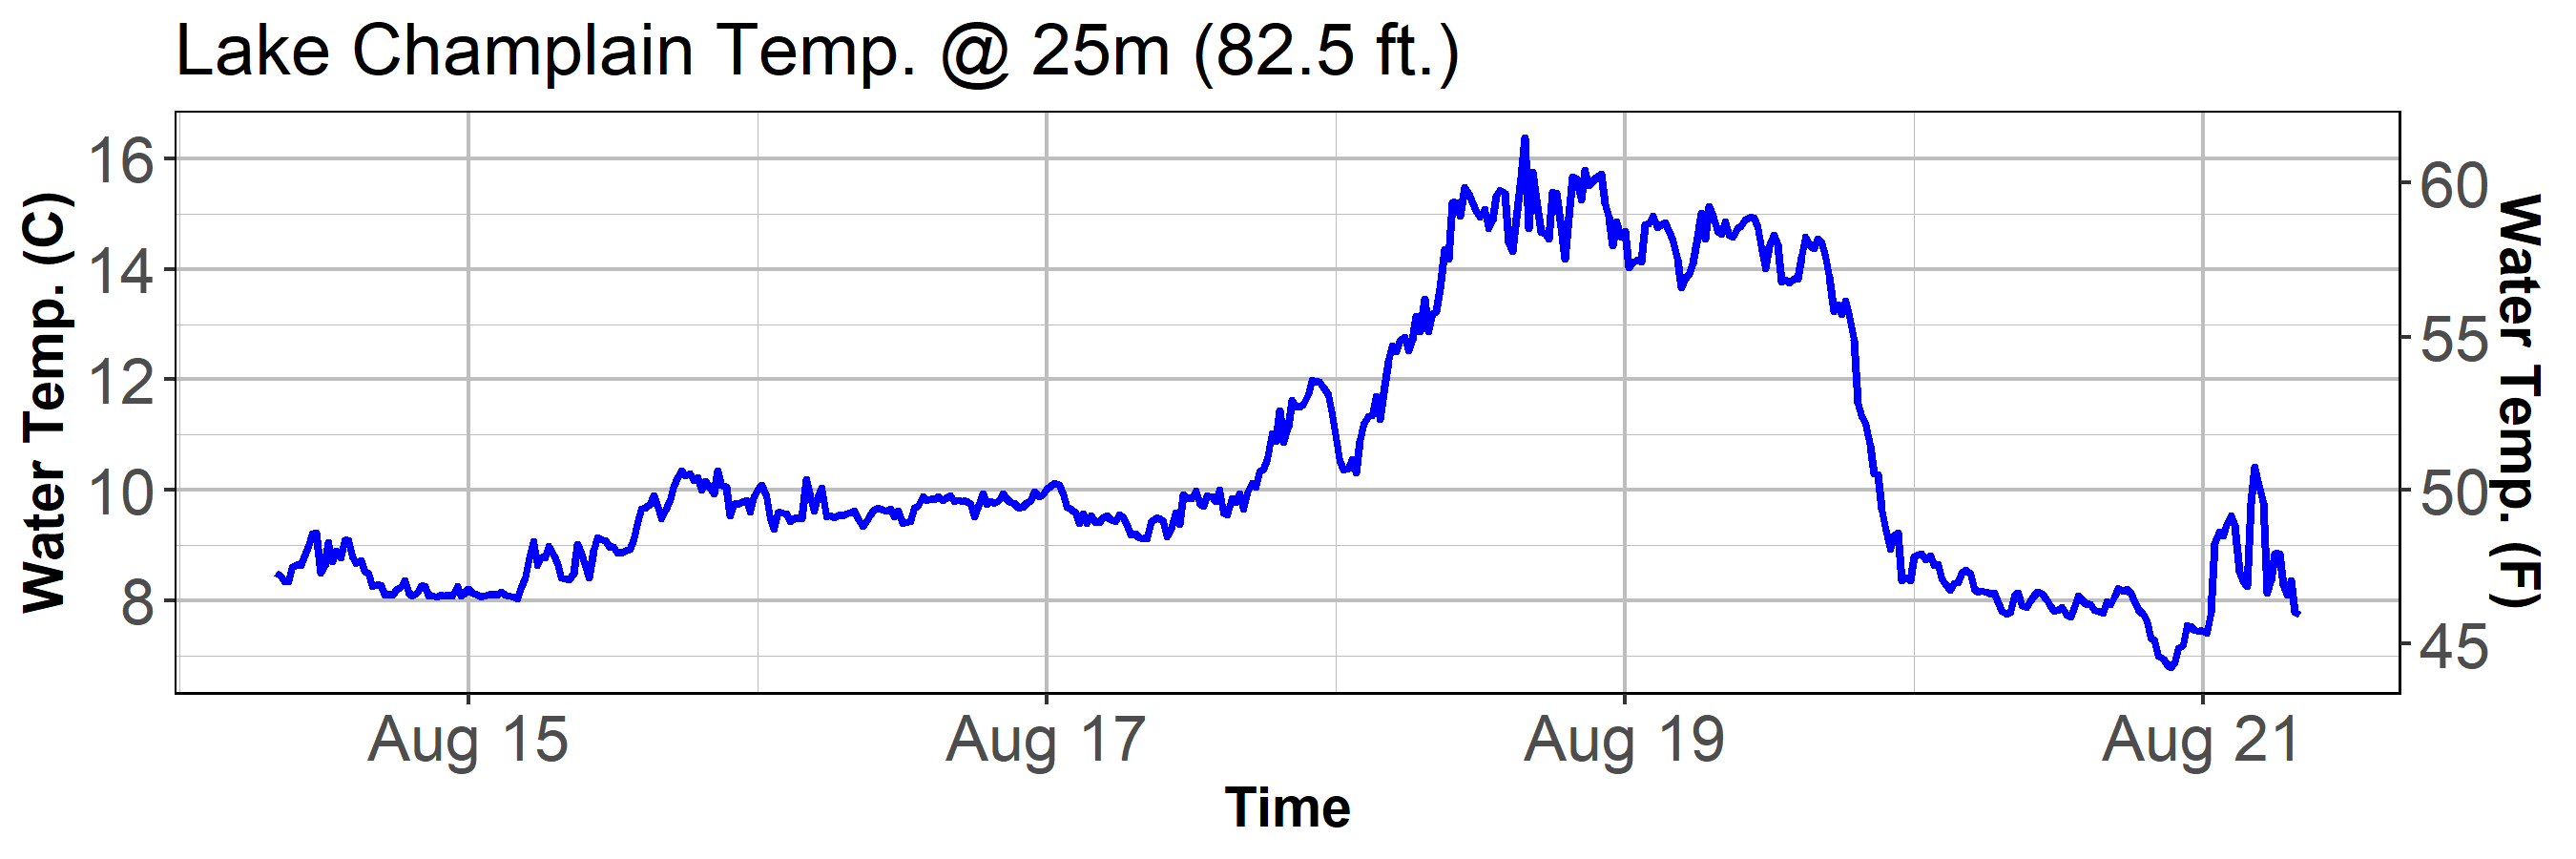 Lake Champlain Temp. @ 25m (82.5 ft.)
Water Temp. (C)
16
14
12
10
8
60
55
50
45
Water Temp. (F)
Aug 15
Aug 17
Aug 19
Aug 21
Time